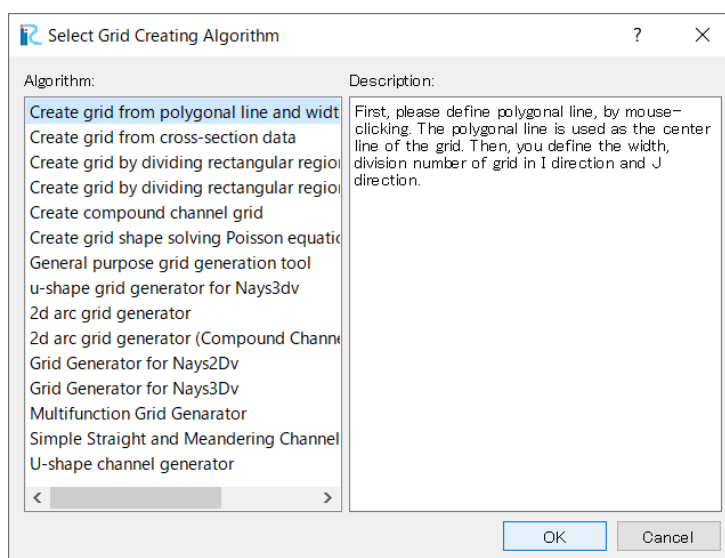 Select Grid Creating Algorithm
Algorithm:
Description:
Create grid from polygonal line and widt
Create grid from cross-section data
Create grid by dividing rectangular regio
Create grid by dividing rectangular regio
Create compound channel grid
Create grid shape solving Poisson equatic
General purpose grid generation tool
u-shape grid generator for Nays3dv
2d arc grid generator
2d arc grid generator (Compound Channe
Grid Generator for Nays2Dv
Grid Generator for Nays3Dv
Multifunction Grid Genarator
Simple Straight and Meandering Channel
U-shape channel generator
First, please define polygonal line, by mouse-
clicking. The polygonal line is used as the center
line of the grid. Then, you define the width,
division number of grid in I direction and J
direction.
OK
Cancel